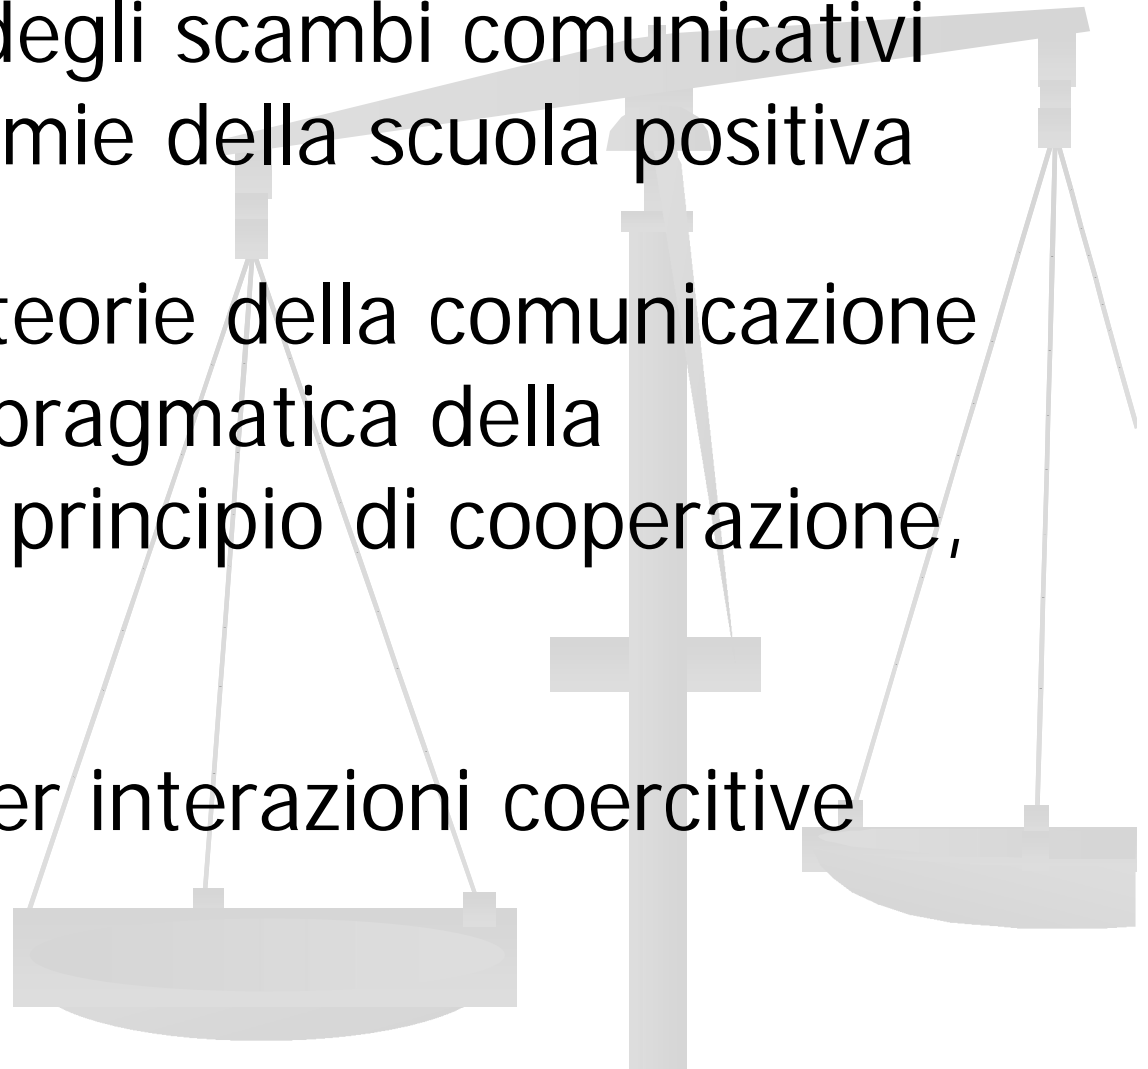 degli scambi comunicativi
mie della scuola positiva
teorie della comunicazione
pragmatica della
principio di cooperazione,
er interazioni coercitive